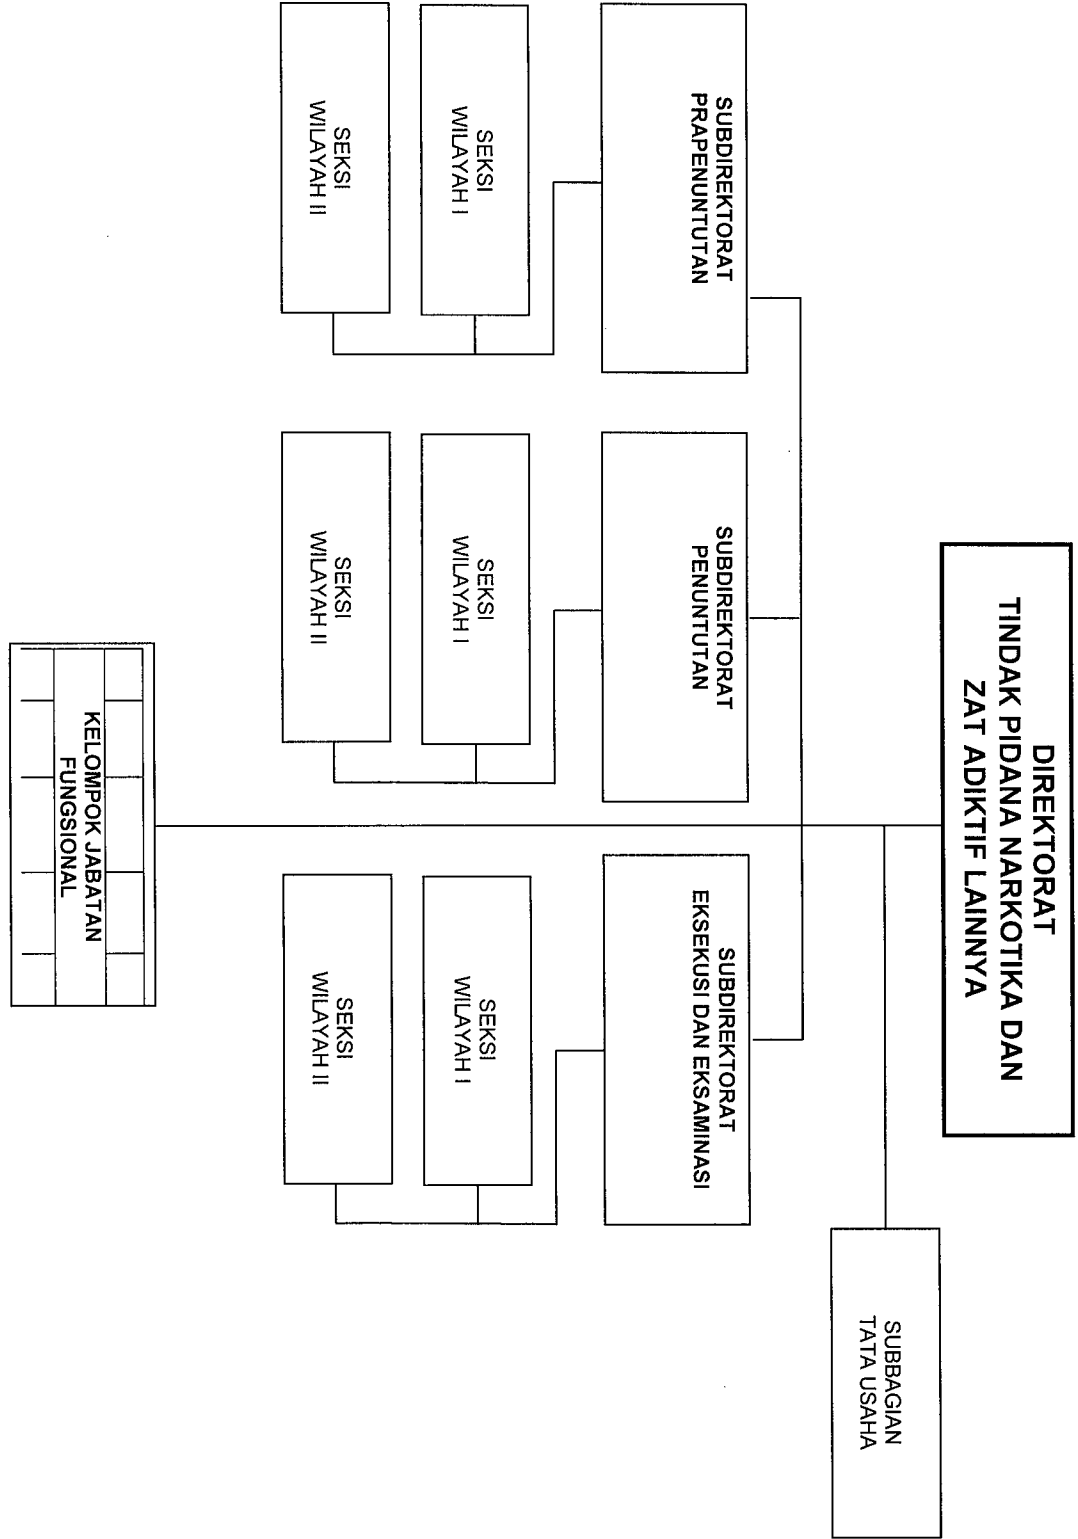 DIREKTORAT
TINDAK PIDANA NARKOTIKA DAN
ZAT ADIKTIF LAINNYA
SUBBAGIAN
TATA USAHA
SUBDIREKTORAT
PRAPENUNTUTAN
SUBDIREKTORAT
PENUNTUTAN
SUBDIREKTORAT
EKSEKUSI DAN EKSAMINASI
SEKSI
WILAYAH I
SEKSI
WILAYAH I
SEKSI
WILAYAH I
SEKSI
WILAYAH II
SEKSI
WILAYAH II
SEKSI
WILAYAH II
KELOMPOK JABATAN
FUNGSIONAL